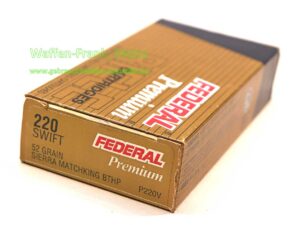 Waffen-Frank
FEDERAL
Premium
CARTRIDGES
220
SWIFT
FEDERAL
Premium
52 GRAIN
SIERRA MATCHKING BTHP
P220V